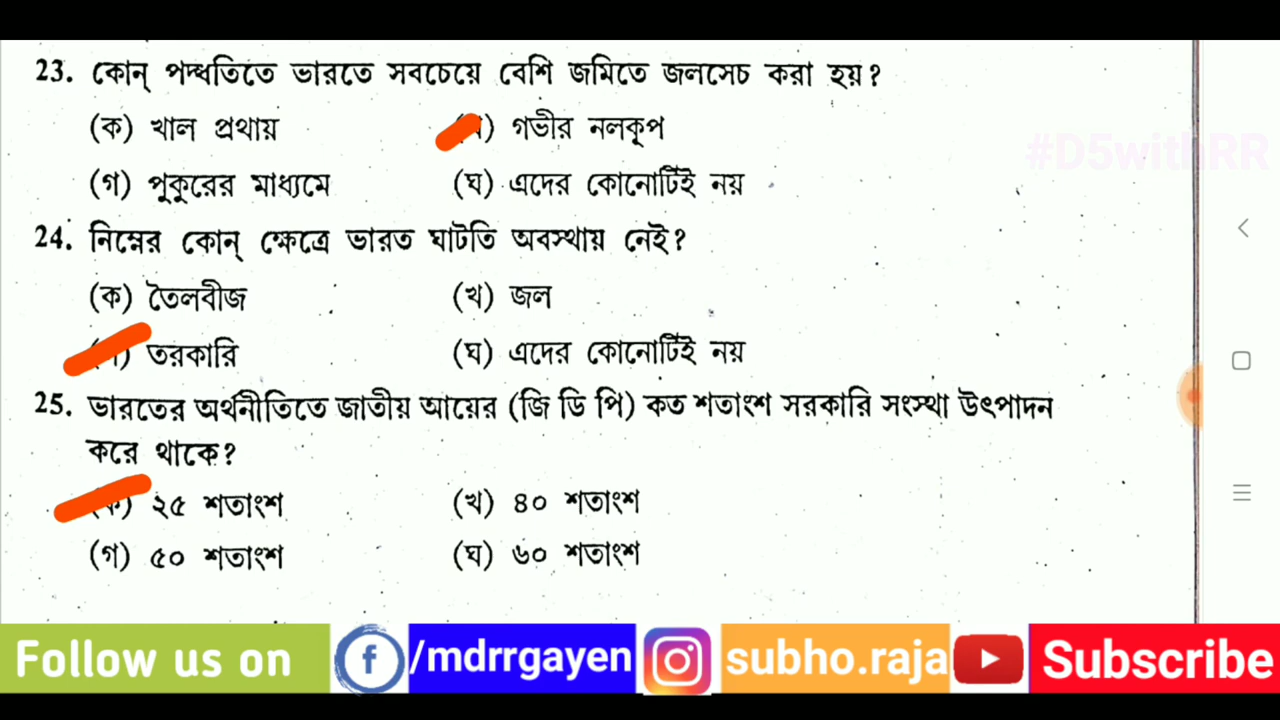 23. কোন্ পদ্ধতিতে ভারতে সবচেয়ে বেশি জমিতে জলসেচ করা হয়?
(ক) খাল প্রথায় ) গভীর নলকূপ
#D5withRR
(গ) পুকুরের মাধ্যমে (ঘ) এদের কোনোটিই নয়
24. নিম্নের কোন্ ক্ষেত্রে ভারত ঘাটতি অবস্থায় নেই?
(ক) তৈলবীজ (খ) জল
) তরকারি (ঘ) এদের কোনোটিই নয়
25. ভারতের অর্থনীতিতে জাতীয় আয়ের (জি ডি পি) কত শতাংশ সরকারি সংস্থা উৎপাদন
করে থাকে?
(ক) ২৫ শতাংশ (খ) ৪০ শতাংশ
(গ) ৫০ শতাংশ (ঘ) ৬০ শতাংশ
Follow us on f /mdrrgayen subho.raja Subscribe